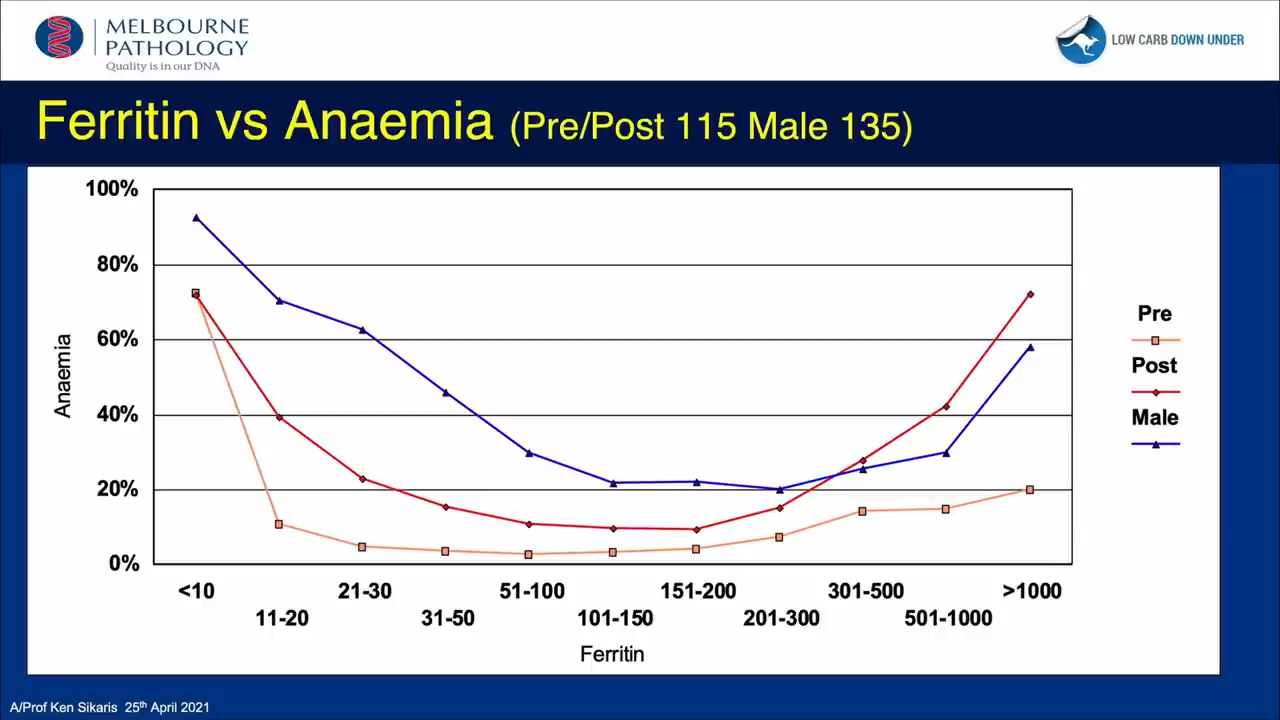 MELBOURNE
PATHOLOGY
Quality is in our DNA
LOW CARB DOWN UNDER
Ferritin vs Anaemia (Pre/Post 115 Male 135)
100%
80%
60%
40%
20%
0%
Anaemia
<10
11-20
21-30
31-50
51-100
101-150
151-200
201-300
301-500
501-1000
>1000
Ferritin
Pre
Post
Male
A/Prof Ken Sikaris 25th April 2021